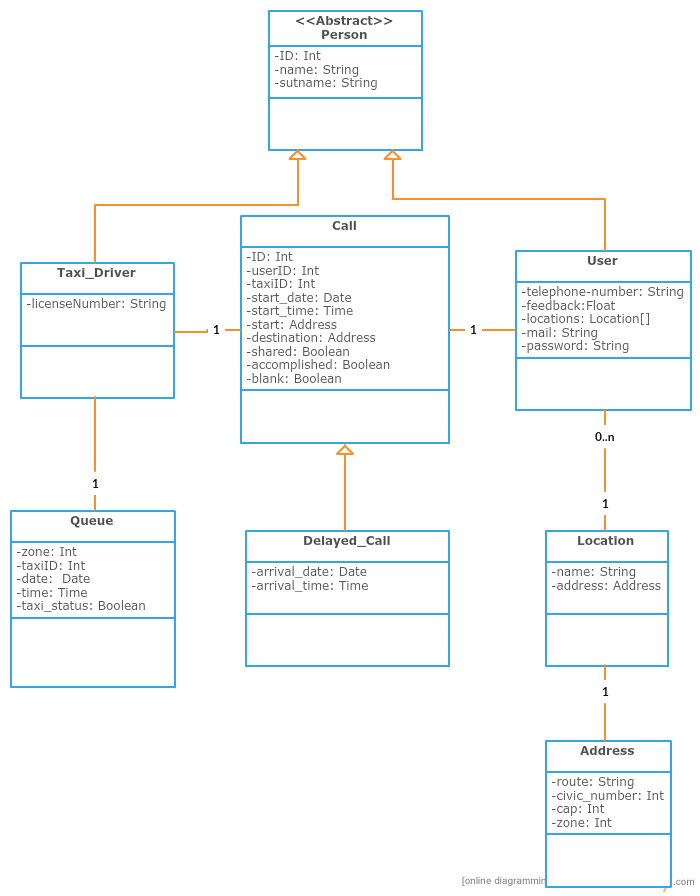 <<Abstract>>
Person
-ID: Int
-name: String
-sutname: String
Call
-ID: Int
-userID: Int
-taxiID: Int
-start_date: Date
-start_time: Time
-start: Address
-destination: Address
-shared: Boolean
-accomplished: Boolean
-blank: Boolean
Taxi_Driver
-licenseNumber: String
User
-telephone-number: String
-feedback:Float
-locations: Location[]
-mail: String
-password: String
1
1
0..n
1
1
Queue
-zone: Int
-taxiID: Int
-date:  Date
-time: Time
-taxi_status: Boolean
Delayed_Call
-arrival_date: Date
-arrival_time: Time
Location
-name: String
-address: Address
1
Address
-route: String
-civic_number: Int
-cap: Int
-zone: Int
[online diagrammin
.com